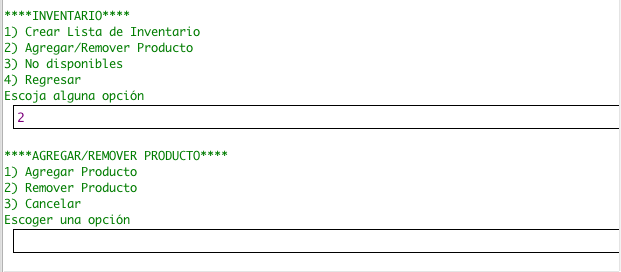 ****INVENTARIO****
1) Crear Lista de Inventario
2) Agregar/Remover Producto
3) No disponibles
4) Regresar
Escoja alguna opción
2
****AGREGAR/REMOVER PRODUCTO****
1) Agregar Producto
2) Remover Producto
3) Cancelar
Escoger una opción